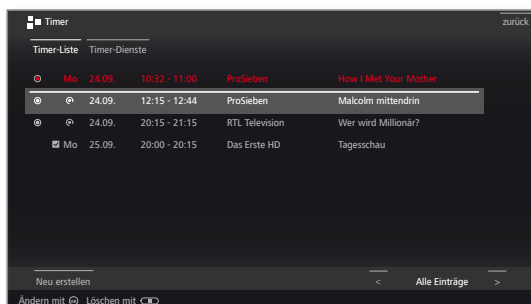 Timer zurück
Timer-Liste Timer-Dienste
Mo 24.09. 10:32 - 11:00 ProSieben How I Met Your Mother
24.09. 12:15 - 12:44 ProSieben Malcolm mittendrin
24.09. 20:15 - 21:15 RTL Television Wer wird Millionär?
Mo 25.09. 20:00 - 20:15 Das Erste HD Tagesschau
Neu erstellen < Alle Einträge >
Ändern mit OK Löschen mit